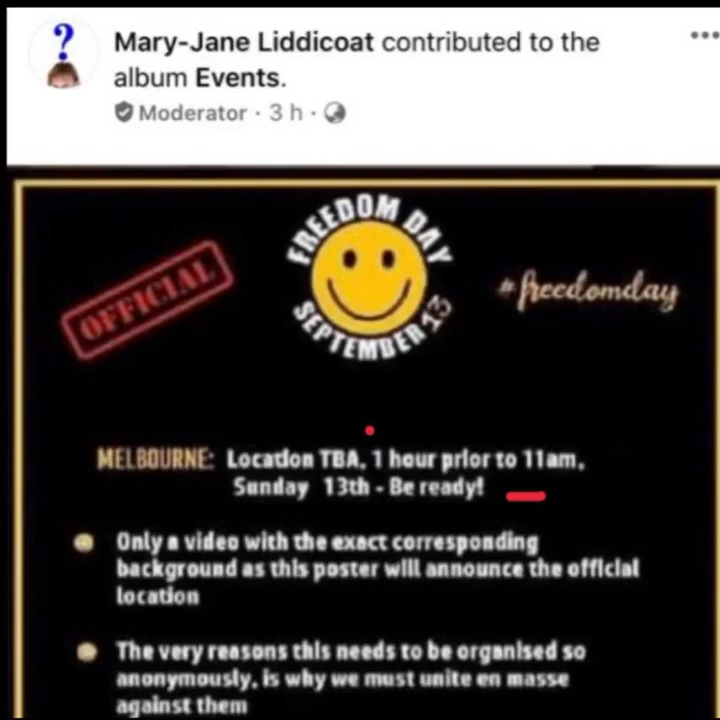 ?
Mary-Jane Liddicoat contributed to the
album Events.
Moderator · 3 h ·
OFFICIAL
FREEDOM DAY
SEPTEMBER 13
#freedomday
MELBOURNE: Location TBA, 1 hour prior to 11am,
Sunday 13th - Be ready!
Only a video with the exact corresponding
background as this poster will announce the official
location
The very reasons this needs to be organised so
anonymously, is why we must unite en masse
against them